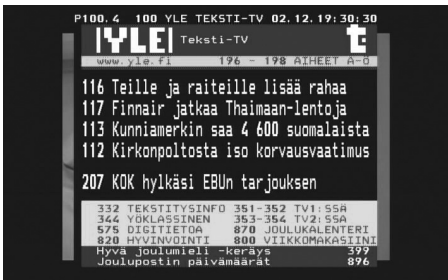 P100.4 100 YLE TEKSTI-TV 02.12.19:30:30
YLE Teksti-TV t:
www.yle.fi 196 - 198 AIHEET A-Ö
116 Teille ja raiteille lisää rahaa
117 Finnair jatkaa Thaimaan-lentoja
113 Kunniamerkin saa 4 600 suomalaista
112 Kirkonpoltosta iso korvausvaatimus
207 KOK hylkäsi EBUn tarjouksen
332 TEKSTITYSINFO 351-352 TV1:SSÄ
344 YÖKLASSINEN 353-354 TV2:SSA
575 DIGITIETOA 870 JOULUKALENTERI
820 HYVINVOINTI 800 VIIKKOMAKASIINI
Hyvä joulumieli -keräys 399
Joulupostin päivämäärät 896